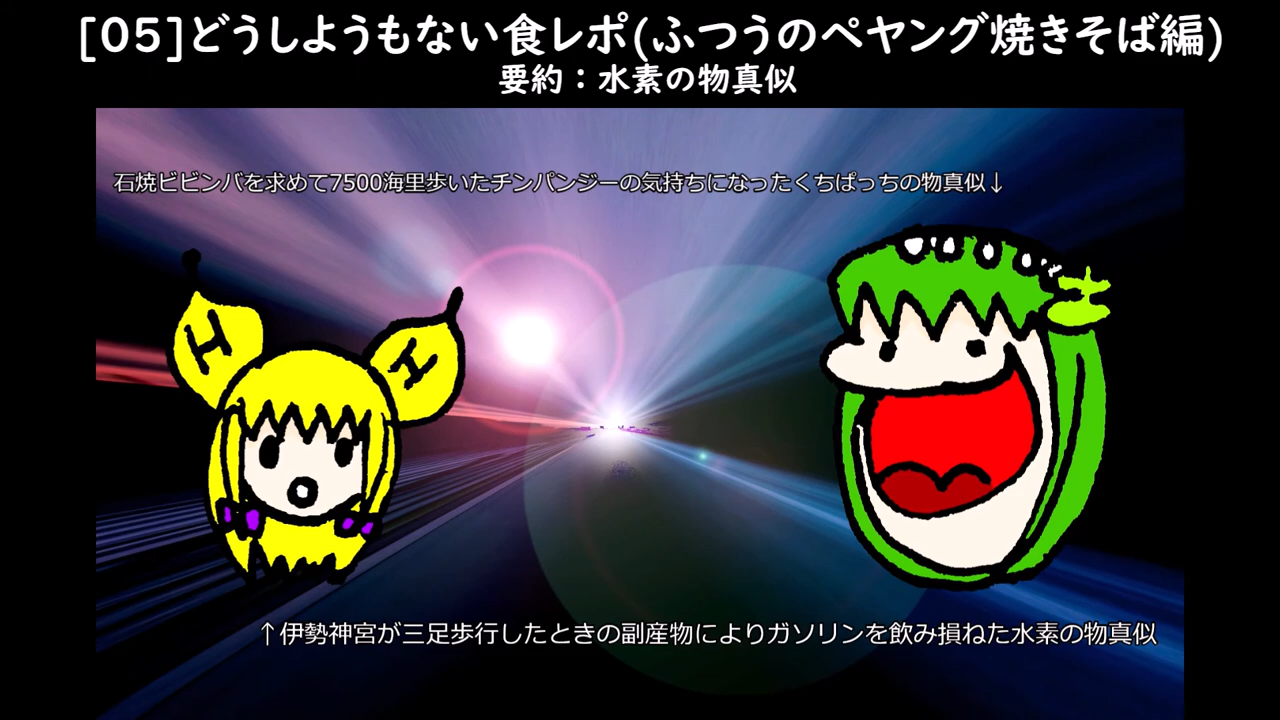 [05]どうしようもない食レポ(ふつうのペヤング焼きそば編)
要約：水素の物真似
石焼ビビンバを求めて7500海里歩いたチンパンジーの気持ちになったくちぱっちの物真似↓
エ エ
↑伊勢神宮が三足歩行したときの副産物によりガソリンを飲み損ねた水素の物真似